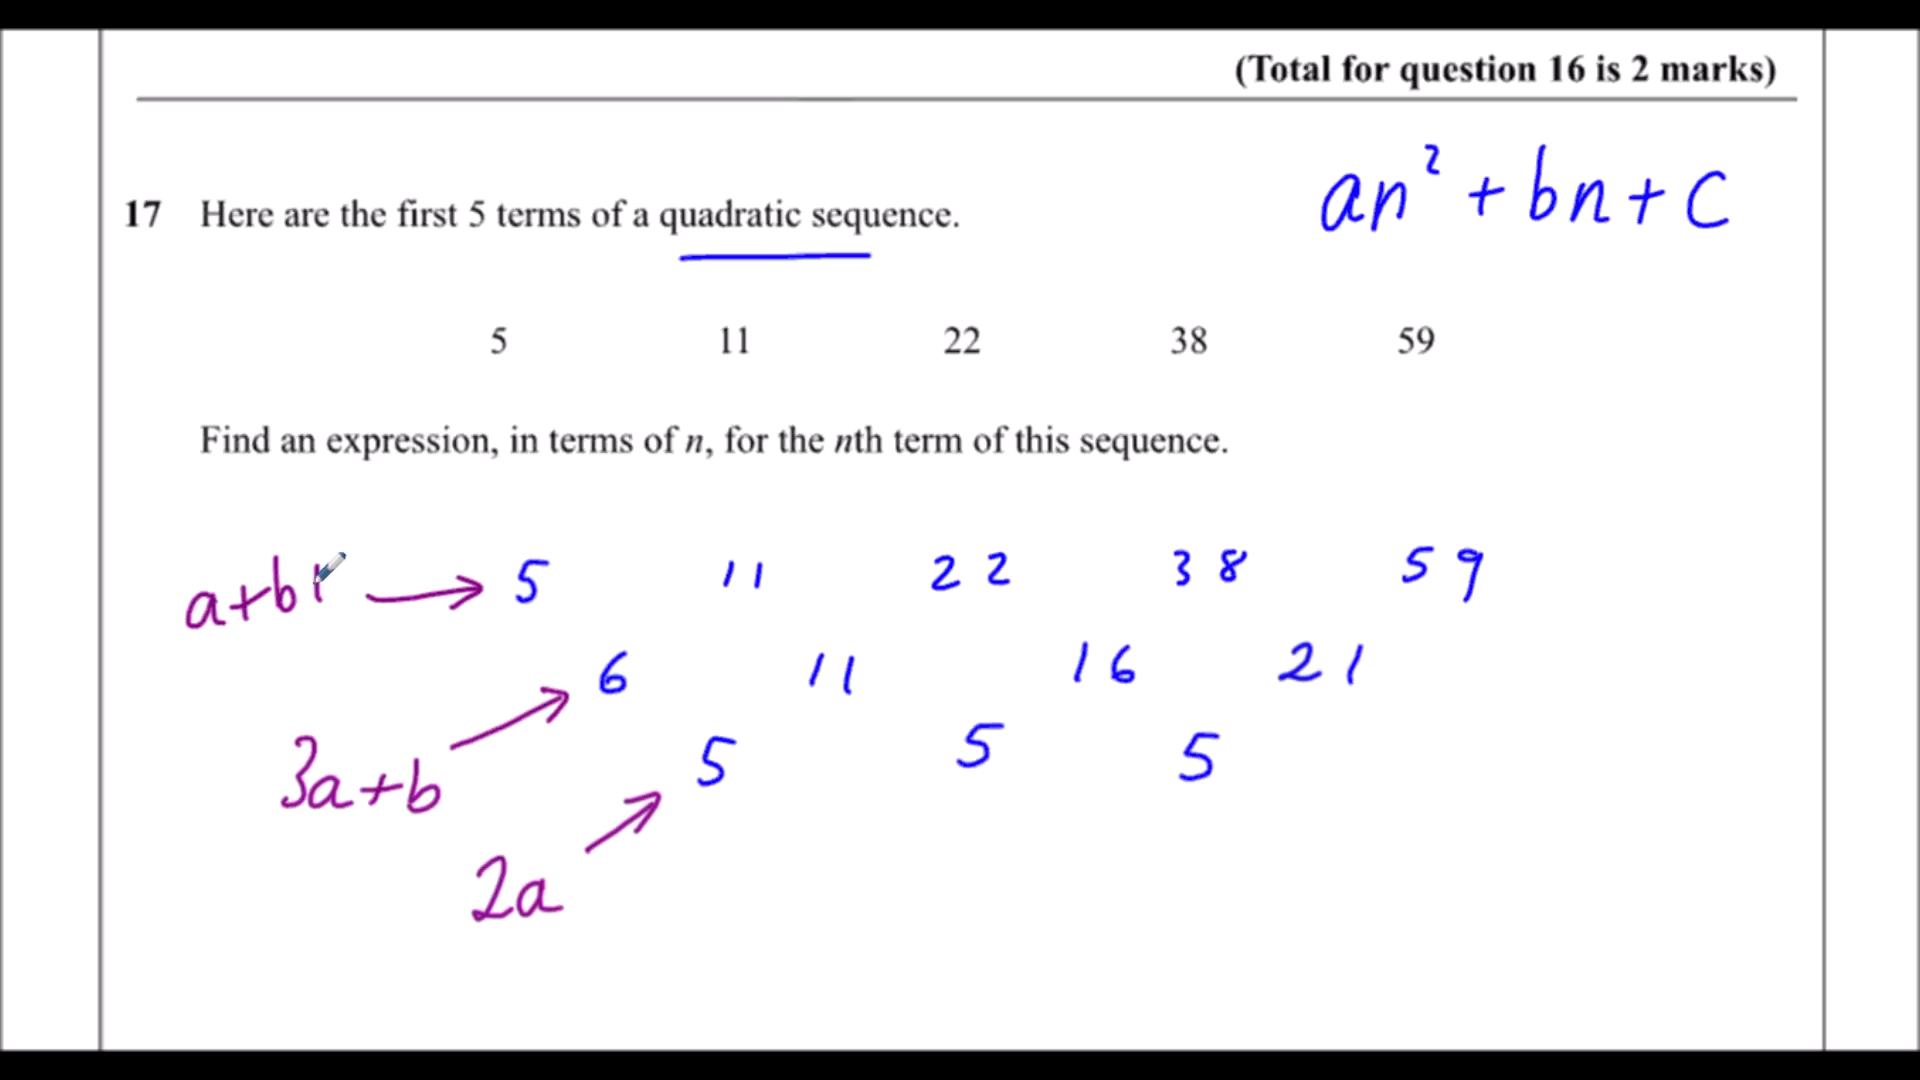 (Total for question 16 is 2 marks)
an² + bn + c
17 Here are the first 5 terms of a quadratic sequence.
5 11 22 38 59
Find an expression, in terms of n, for the nth term of this sequence.
a+b+ → 5 11 22 38 59
6 11 16 21
3a+b
5 5 5
2a